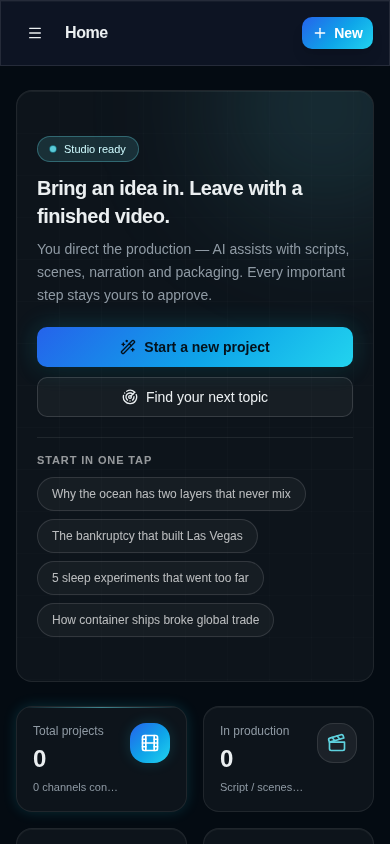 Home
New
Studio ready
Bring an idea in. Leave with a
finished video.
You direct the production — AI assists with scripts,
scenes, narration and packaging. Every important
step stays yours to approve.
Start a new project
Find your next topic
START IN ONE TAP
Why the ocean has two layers that never mix
The bankruptcy that built Las Vegas
5 sleep experiments that went too far
How container ships broke global trade
Total projects
0
0 channels con…
In production
0
Script / scenes…